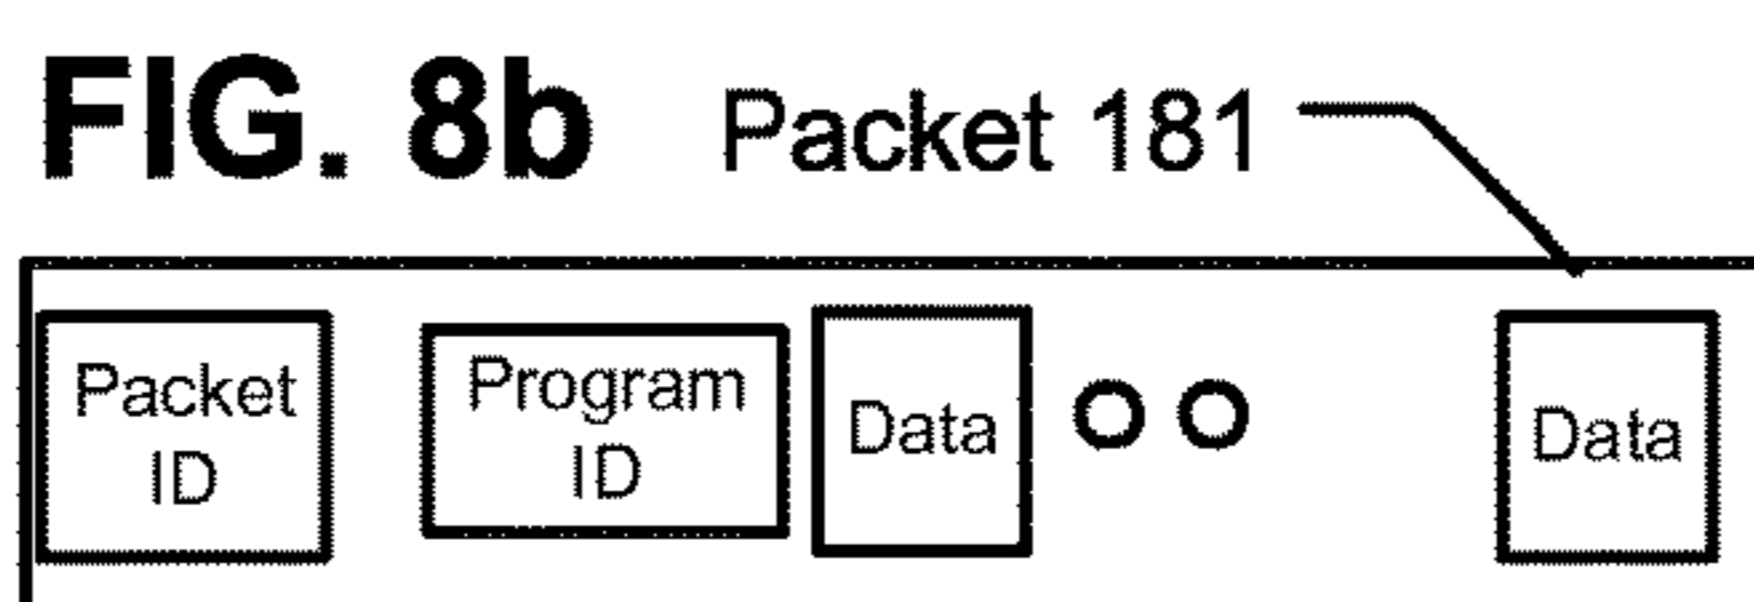 FIG. 8b Packet 181
Packet
ID
Program
ID
Data
Data